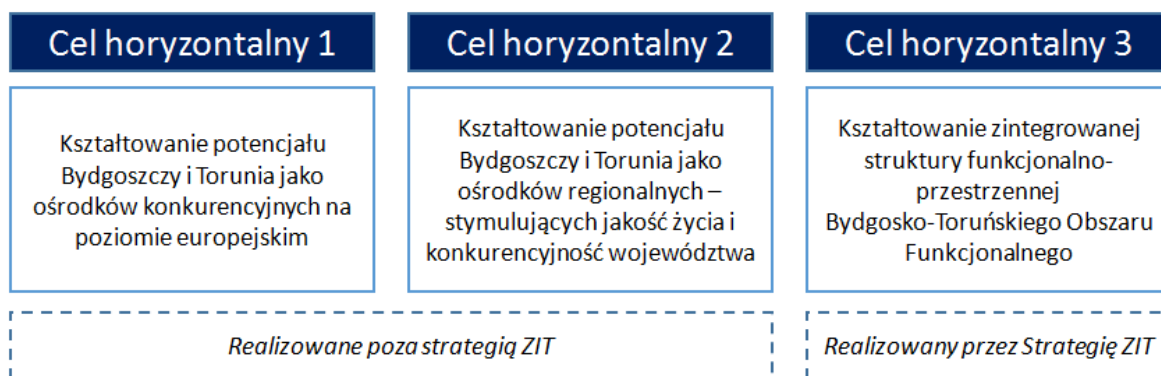 Cel horyzontalny 1
Kształtowanie potencjału
Bydgoszczy i Torunia jako
ośrodków konkurencyjnych na
poziomie europejskim
Cel horyzontalny 2
Kształtowanie potencjału
Bydgoszczy i Torunia jako
ośrodków regionalnych –
stymulujących jakość życia i
konkurencyjność województwa
Cel horyzontalny 3
Kształtowanie zintegrowanej
struktury funkcjonalno-
przestrzennej
Bydgosko-Toruńskiego Obszaru
Funkcjonalnego
Realizowane poza strategią ZIT
Realizowany przez Strategię ZIT